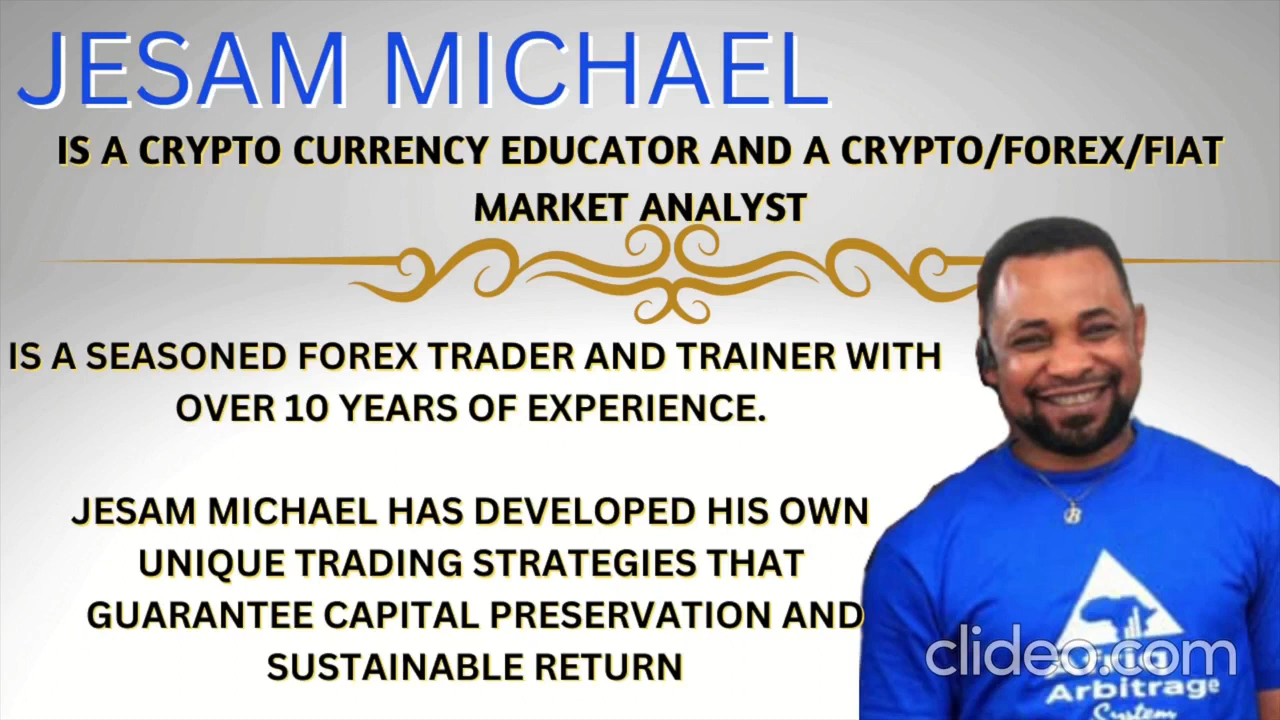 JESAM MICHAEL
IS A CRYPTO CURRENCY EDUCATOR AND A CRYPTO/FOREX/FIAT
MARKET ANALYST
IS A SEASONED FOREX TRADER AND TRAINER WITH
OVER 10 YEARS OF EXPERIENCE.
JESAM MICHAEL HAS DEVELOPED HIS OWN
UNIQUE TRADING STRATEGIES THAT
GUARANTEE CAPITAL PRESERVATION AND
SUSTAINABLE RETURN
B
clideo.com
Arbitrage
System